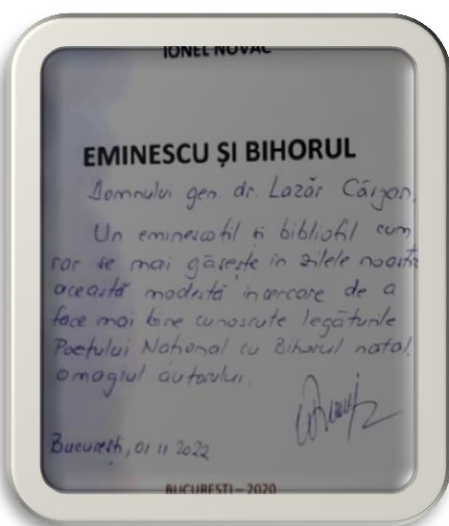 IONEL NOVAC
EMINESCU ȘI BIHORUL
Domnului gen. dr. Lazăr Cârjan,
Un eminescofil și bibliofil cum
rar se mai găsește în zilele noastre
această modestă încercare de a
face mai bine cunoscute legăturile
Poetului Național cu Bihorul natal.
Omagiul autorului.
București, 01 11 2022
BUCUREȘTI – 2020